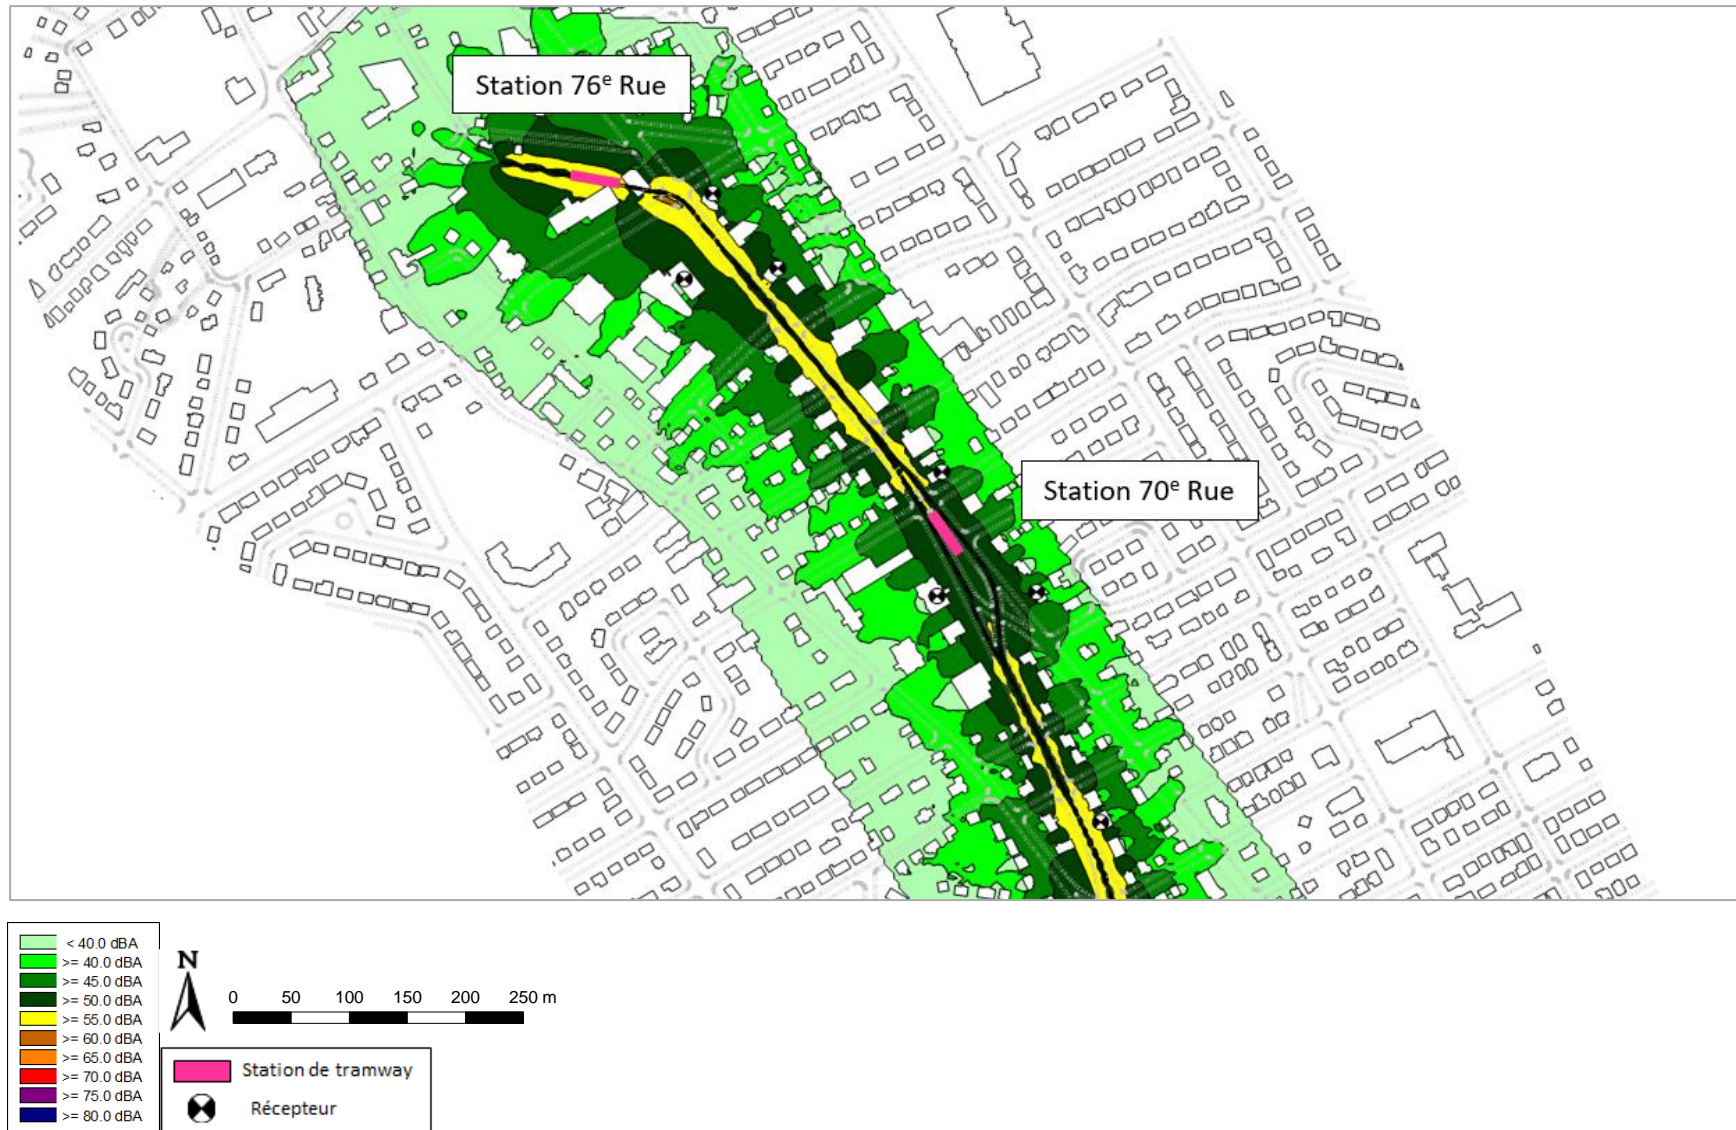 Station 76e Rue
Station 70e Rue
< 40.0 dBA
>= 40.0 dBA
>= 45.0 dBA
>= 50.0 dBA
>= 55.0 dBA
>= 60.0 dBA
>= 65.0 dBA
>= 70.0 dBA
>= 75.0 dBA
>= 80.0 dBA
N
0 50 100 150 200 250 m
Station de tramway
Récepteur